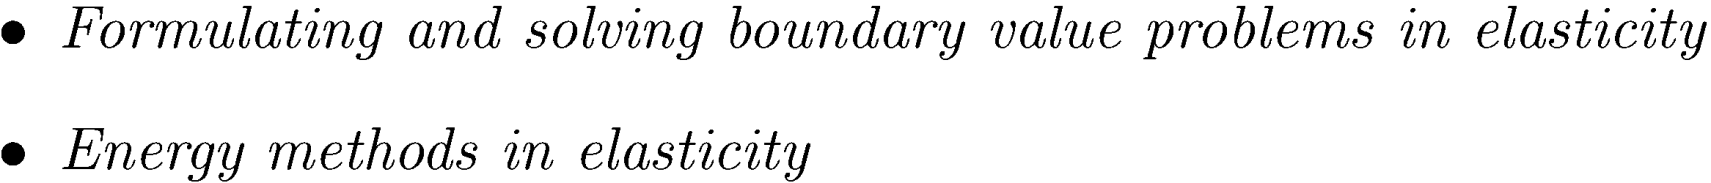 • Formulating and solving boundary value problems in elasticity
• Energy methods in elasticity